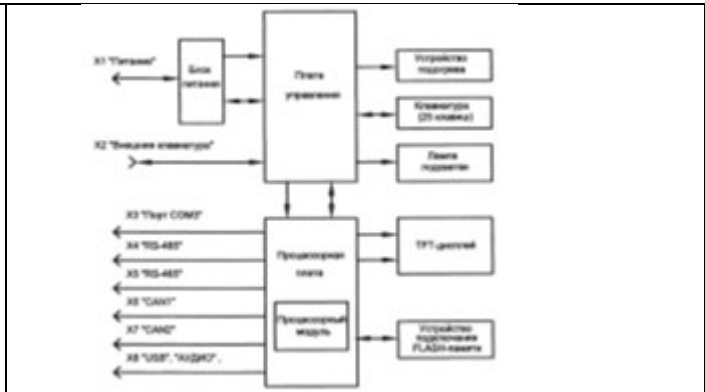 X1 "Питание"
Блок
питания
Плата
управления
Устройство
подогрева
Клавиатура
(25 клавиш)
X2 "Внешняя клавиатура"
Лампа
подсветки
X3 "Порт COM3"
X4 "RS-485"
X5 "RS-485"
X6 "CAN1"
X7 "CAN2"
X8 "USB", "АУДИО",
Процессорная
плата
Процессорный
модуль
TFT-дисплей
Устройство
подключения
FLASH-памяти